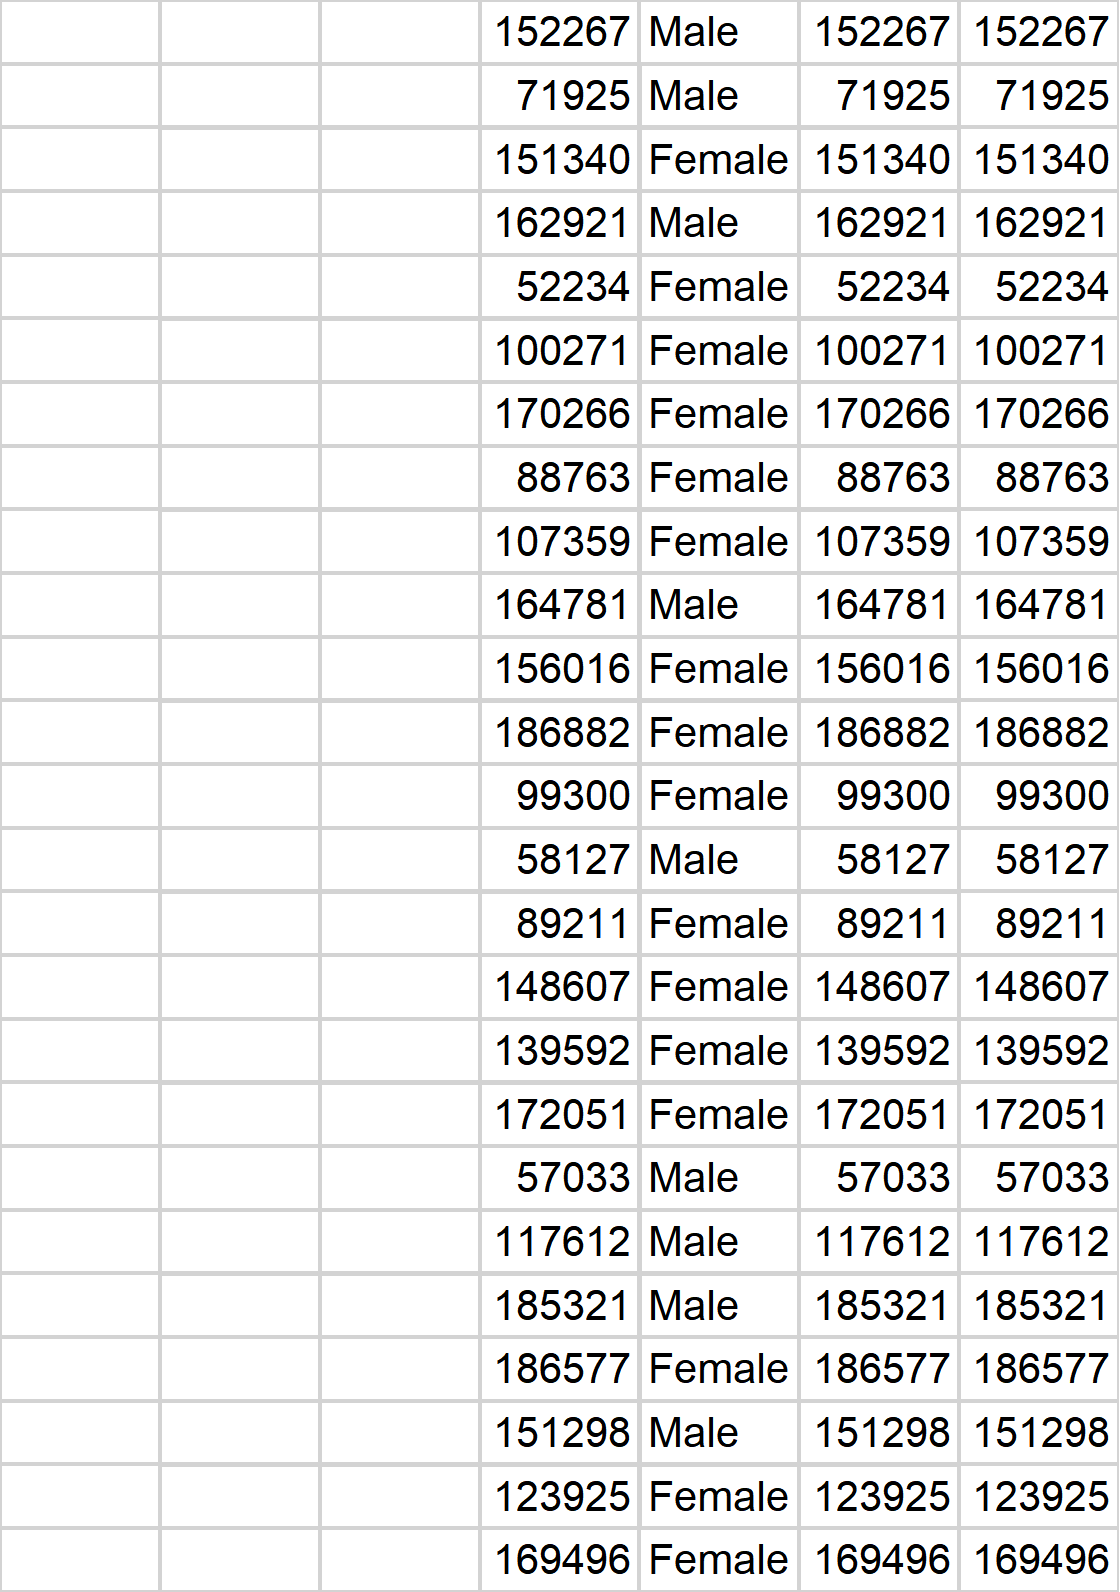 152267 Male 152267 152267
71925 Male 71925 71925
151340 Female 151340 151340
162921 Male 162921 162921
52234 Female 52234 52234
100271 Female 100271 100271
170266 Female 170266 170266
88763 Female 88763 88763
107359 Female 107359 107359
164781 Male 164781 164781
156016 Female 156016 156016
186882 Female 186882 186882
99300 Female 99300 99300
58127 Male 58127 58127
89211 Female 89211 89211
148607 Female 148607 148607
139592 Female 139592 139592
172051 Female 172051 172051
57033 Male 57033 57033
117612 Male 117612 117612
185321 Male 185321 185321
186577 Female 186577 186577
151298 Male 151298 151298
123925 Female 123925 123925
169496 Female 169496 169496